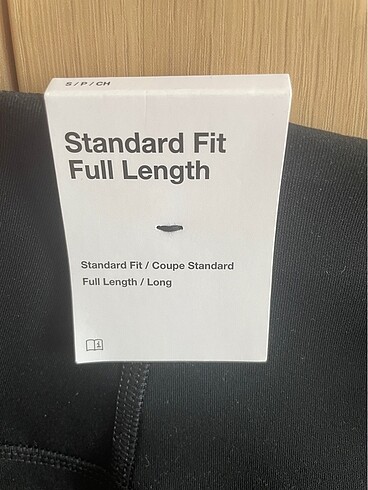 S / P / CH
Standard Fit
Full Length
Standard Fit / Coupe Standard
Full Length / Long